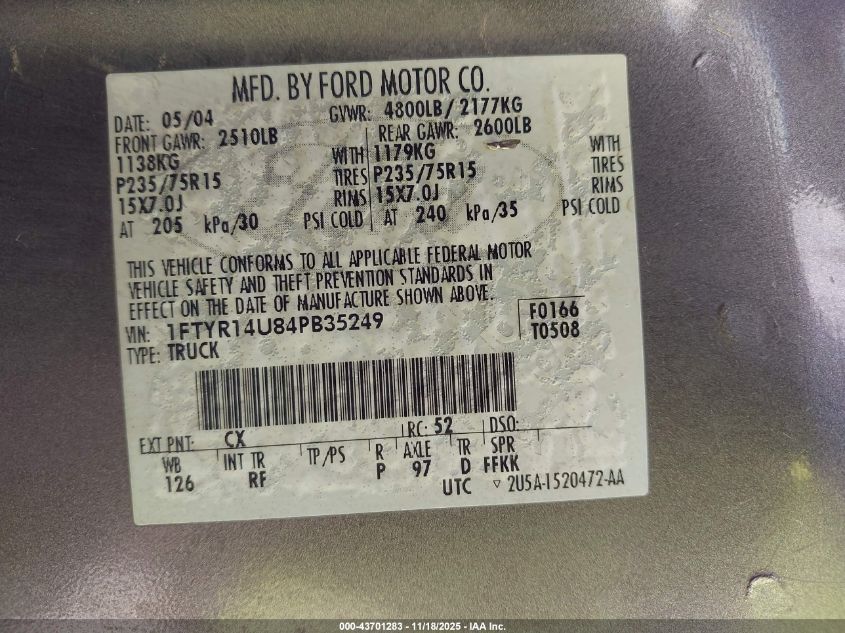 MFD. BY FORD MOTOR CO.
DATE: 05/04 GVWR: 4800LB/ 2177KG
FRONT GAWR: 2510LB REAR GAWR: 2600LB
1138KG WITH 1179KG WITH
P235/75R15 TIRES P235/75R15 TIRES
15X7.0J RIMS 15X7.0J RIMS
AT 205 kPa/30 PSI COLD AT 240 kPa/35 PSI COLD
THIS VEHICLE CONFORMS TO ALL APPLICABLE FEDERAL MOTOR
VEHICLE SAFETY AND THEFT PREVENTION STANDARDS IN
EFFECT ON THE DATE OF MANUFACTURE SHOWN ABOVE.
VIN: 1FTYR14U84PB35249 F0166
TYPE: TRUCK T0508
EXT PNT: CX RC: 52 DSO:
WB INT TR TP/PS R AXLE TR SPR
126 RF P 97 D FFKK
UTC ▽ 2U5A-1520472-AA
000-43701283 - 11/18/2025 - IAA Inc.